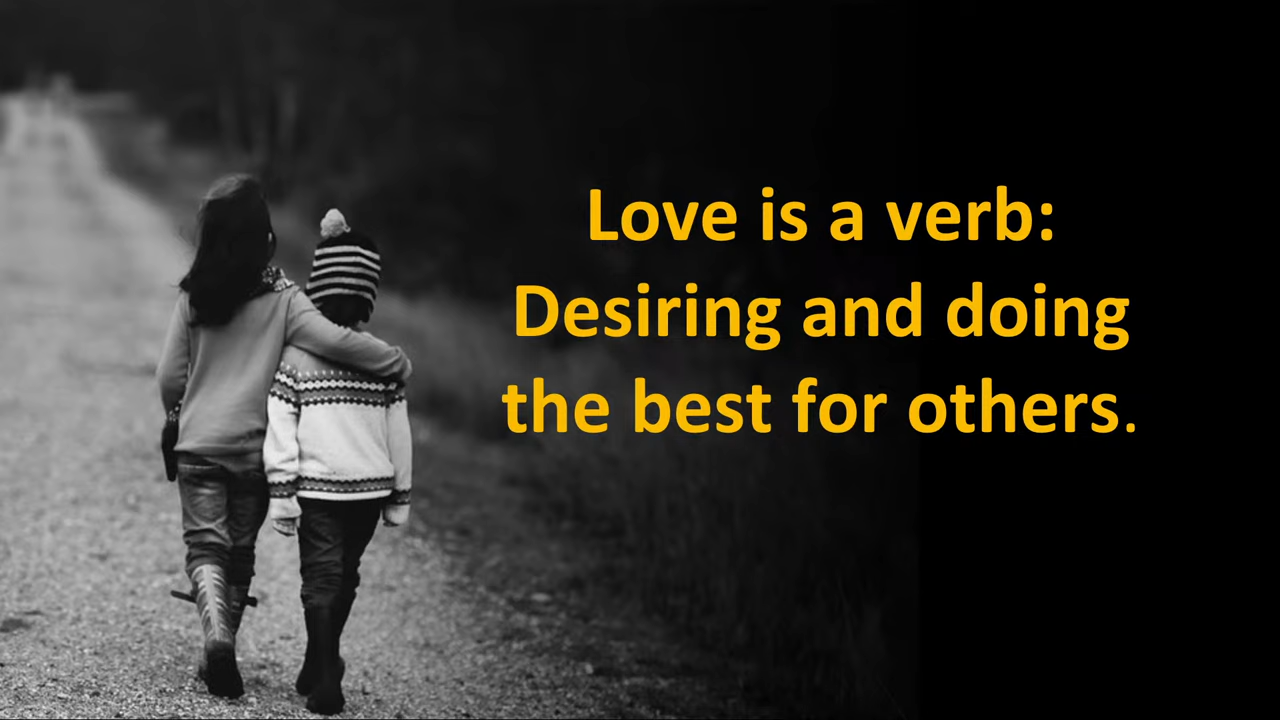 Love is a verb:
Desiring and doing
the best for others.